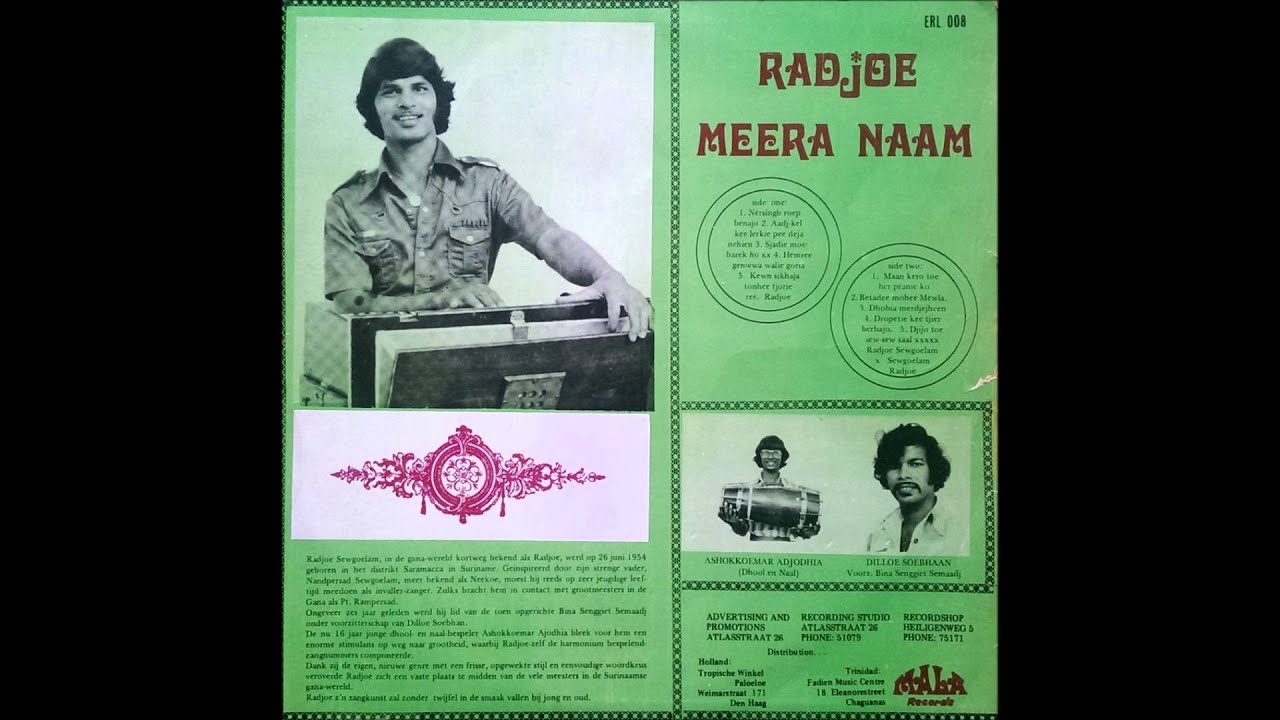 ERL 008
RADjOE
MEERA NAAM
side one:
1. Nersingh roep
benajo 2. Aadj-kel
kee lerkie pee deja
nehien 3. Sjadie moe-
barek ho xx 4. Hemree
genwwa walie goria
5. Kewn sikhaja
tonhee tjorie
ree. Radjoe
side two:
1. Maan kero toe
het pranie ko
2. Betadee mohee Mewla.
3. Dhobia merdjejheen
4. Dropetie kee tjier
berhaju. 5. Djijo toe
sew-sew saal xxxxx
Radjoe Sewgoelam
x Sewgoelam
Radjoe
ASHOKKOEMAR ADJODHIA
(Dhool en Naal)
DILLOE SOEBHAAN
Voorz. Bina Senggiet Semaadj
Radjoe Sewgoelam, in de gana-wereld kortweg bekend als Radjoe, werd op 26 juni 1954
geboren in het distrikt Saramacca in Suriname. Geinspireerd door zijn strenge vader,
Nandpersad Sewgoelam, meer bekend als Neekoe, moest hij reeds op zeer jeugdige leef-
tijd meedoen als invaller-zanger. Zulks bracht hem in contact met grootmeesters in de
Gana als Pt. Rampersad.
Ongeveer zes jaar geleden werd hij lid van de toen opgerichte Bina Senggiet Semaadj
onder voorzitterschap van Dilloe Soebhan.
De nu 16 jaar jonge dhool- en naal-bespeler Ashokkoemar Ajodhia bleek voor hem een
enorme stimulans op weg naar grootheid, waarbij Radjoe zelf de harmonium bespelend-
zangnummers componeerde.
Dank zij de eigen, nieuwe genre met een frisse, opgewekte stijl en eenvoudige woordkeus
veroverde Radjoe zich een vaste plaats te midden van de vele meesters in de Surinaamse
gana-wereld.
Radjoe z'n zangkunst zal zonder twijfel in de smaak vallen bij jong en oud.
ADVERTISING AND
PROMOTIONS
ATLASSTRAAT 26
RECORDING STUDIO
ATLASSTRAAT 26
PHONE: 51079
RECORDSHOP
HEILIGENWEG 5
PHONE: 75171
Distribution...
Holland:
Tropische Winkel
Paloeloe
Weimarstraat 171
Den Haag
Trinidad:
Fadien Music Centre
18 Eleanorestreet
Chaguanas
MALA
Records